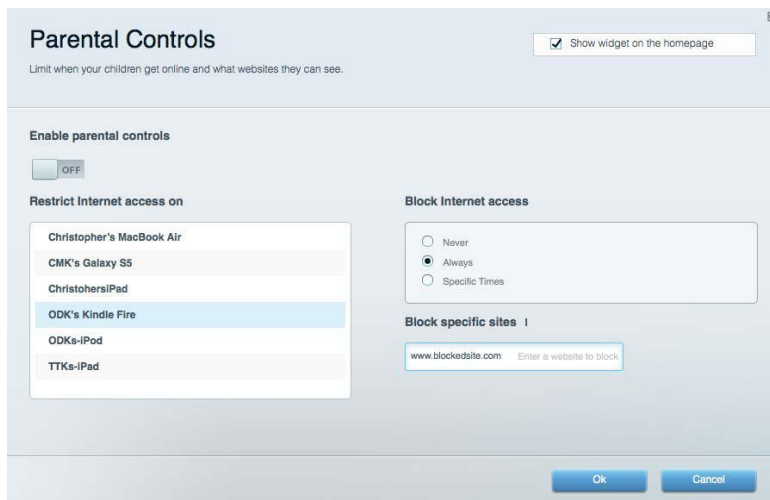 Parental Controls
Show widget on the homepage
Limit when your children get online and what websites they can see.
Enable parental controls
OFF
Restrict Internet access on
Block Internet access
Christopher's MacBook Air
CMK's Galaxy S5
ChristohersiPad
ODK's Kindle Fire
ODKs-iPod
TTKs-iPad
Never
Always
Specific Times
Block specific sites
www.blockedsite.com Enter a website to block
Ok
Cancel